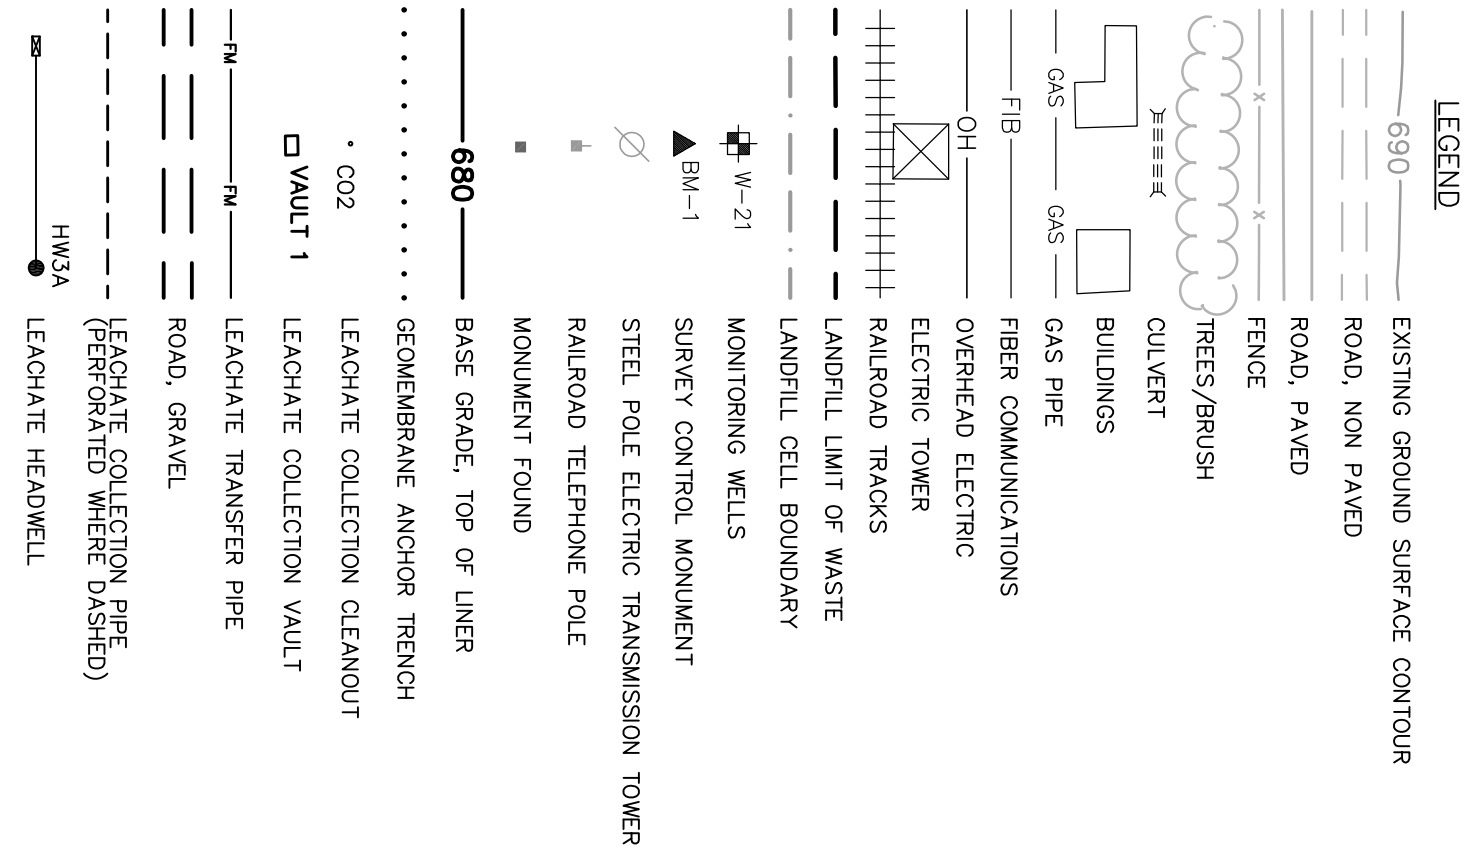 LEGEND
690 EXISTING GROUND SURFACE CONTOUR
ROAD, NON PAVED
ROAD, PAVED
X X FENCE
TREES/BRUSH
CULVERT
BUILDINGS
GAS GAS GAS PIPE
FIB FIBER COMMUNICATIONS
OH OVERHEAD ELECTRIC
ELECTRIC TOWER
RAILROAD TRACKS
LANDFILL LIMIT OF WASTE
LANDFILL CELL BOUNDARY
W-21 MONITORING WELLS
BM-1 SURVEY CONTROL MONUMENT
STEEL POLE ELECTRIC TRANSMISSION TOWER
RAILROAD TELEPHONE POLE
MONUMENT FOUND
680 BASE GRADE, TOP OF LINER
GEOMEMBRANE ANCHOR TRENCH
CO2 LEACHATE COLLECTION CLEANOUT
VAULT 1 LEACHATE COLLECTION VAULT
FM FM LEACHATE TRANSFER PIPE
ROAD, GRAVEL
LEACHATE COLLECTION PIPE
(PERFORATED WHERE DASHED)
HW3A LEACHATE HEADWELL